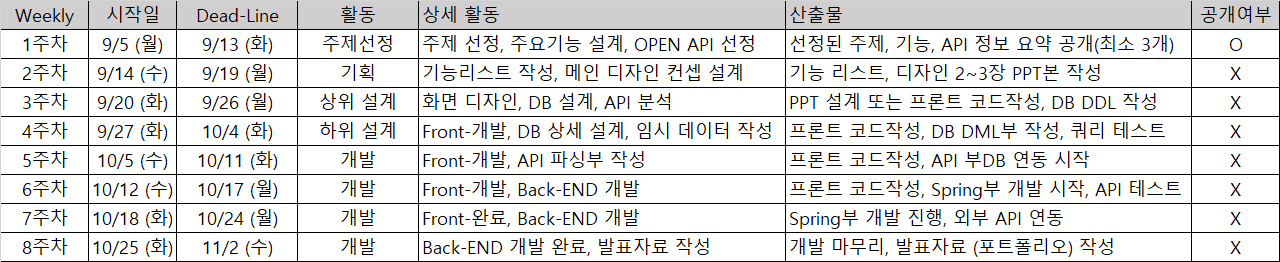 Weekly 시작일 Dead-Line 활동 상세 활동 산출물 공개여부
1주차 9/5 (월) 9/13 (화) 주제선정 주제 선정, 주요기능 설계, OPEN API 선정 선정된 주제, 기능, API 정보 요약 공개(최소 3개) O
2주차 9/14 (수) 9/19 (월) 기획 기능리스트 작성, 메인 디자인 컨셉 설계 기능 리스트, 디자인 2~3장 PPT본 작성 X
3주차 9/20 (화) 9/26 (월) 상위 설계 화면 디자인, DB 설계, API 분석 PPT 설계 또는 프론트 코드작성, DB DDL 작성 X
4주차 9/27 (화) 10/4 (화) 하위 설계 Front-개발, DB 상세 설계, 임시 데이터 작성 프론트 코드작성, DB DML부 작성, 쿼리 테스트 X
5주차 10/5 (수) 10/11 (화) 개발 Front-개발, API 파싱부 작성 프론트 코드작성, API 부DB 연동 시작 X
6주차 10/12 (수) 10/17 (월) 개발 Front-개발, Back-END 개발 프론트 코드작성, Spring부 개발 시작, API 테스트 X
7주차 10/18 (화) 10/24 (월) 개발 Front-완료, Back-END 개발 Spring부 개발 진행, 외부 API 연동 X
8주차 10/25 (화) 11/2 (수) 개발 Back-END 개발 완료, 발표자료 작성 개발 마무리, 발표자료 (포트폴리오) 작성 X